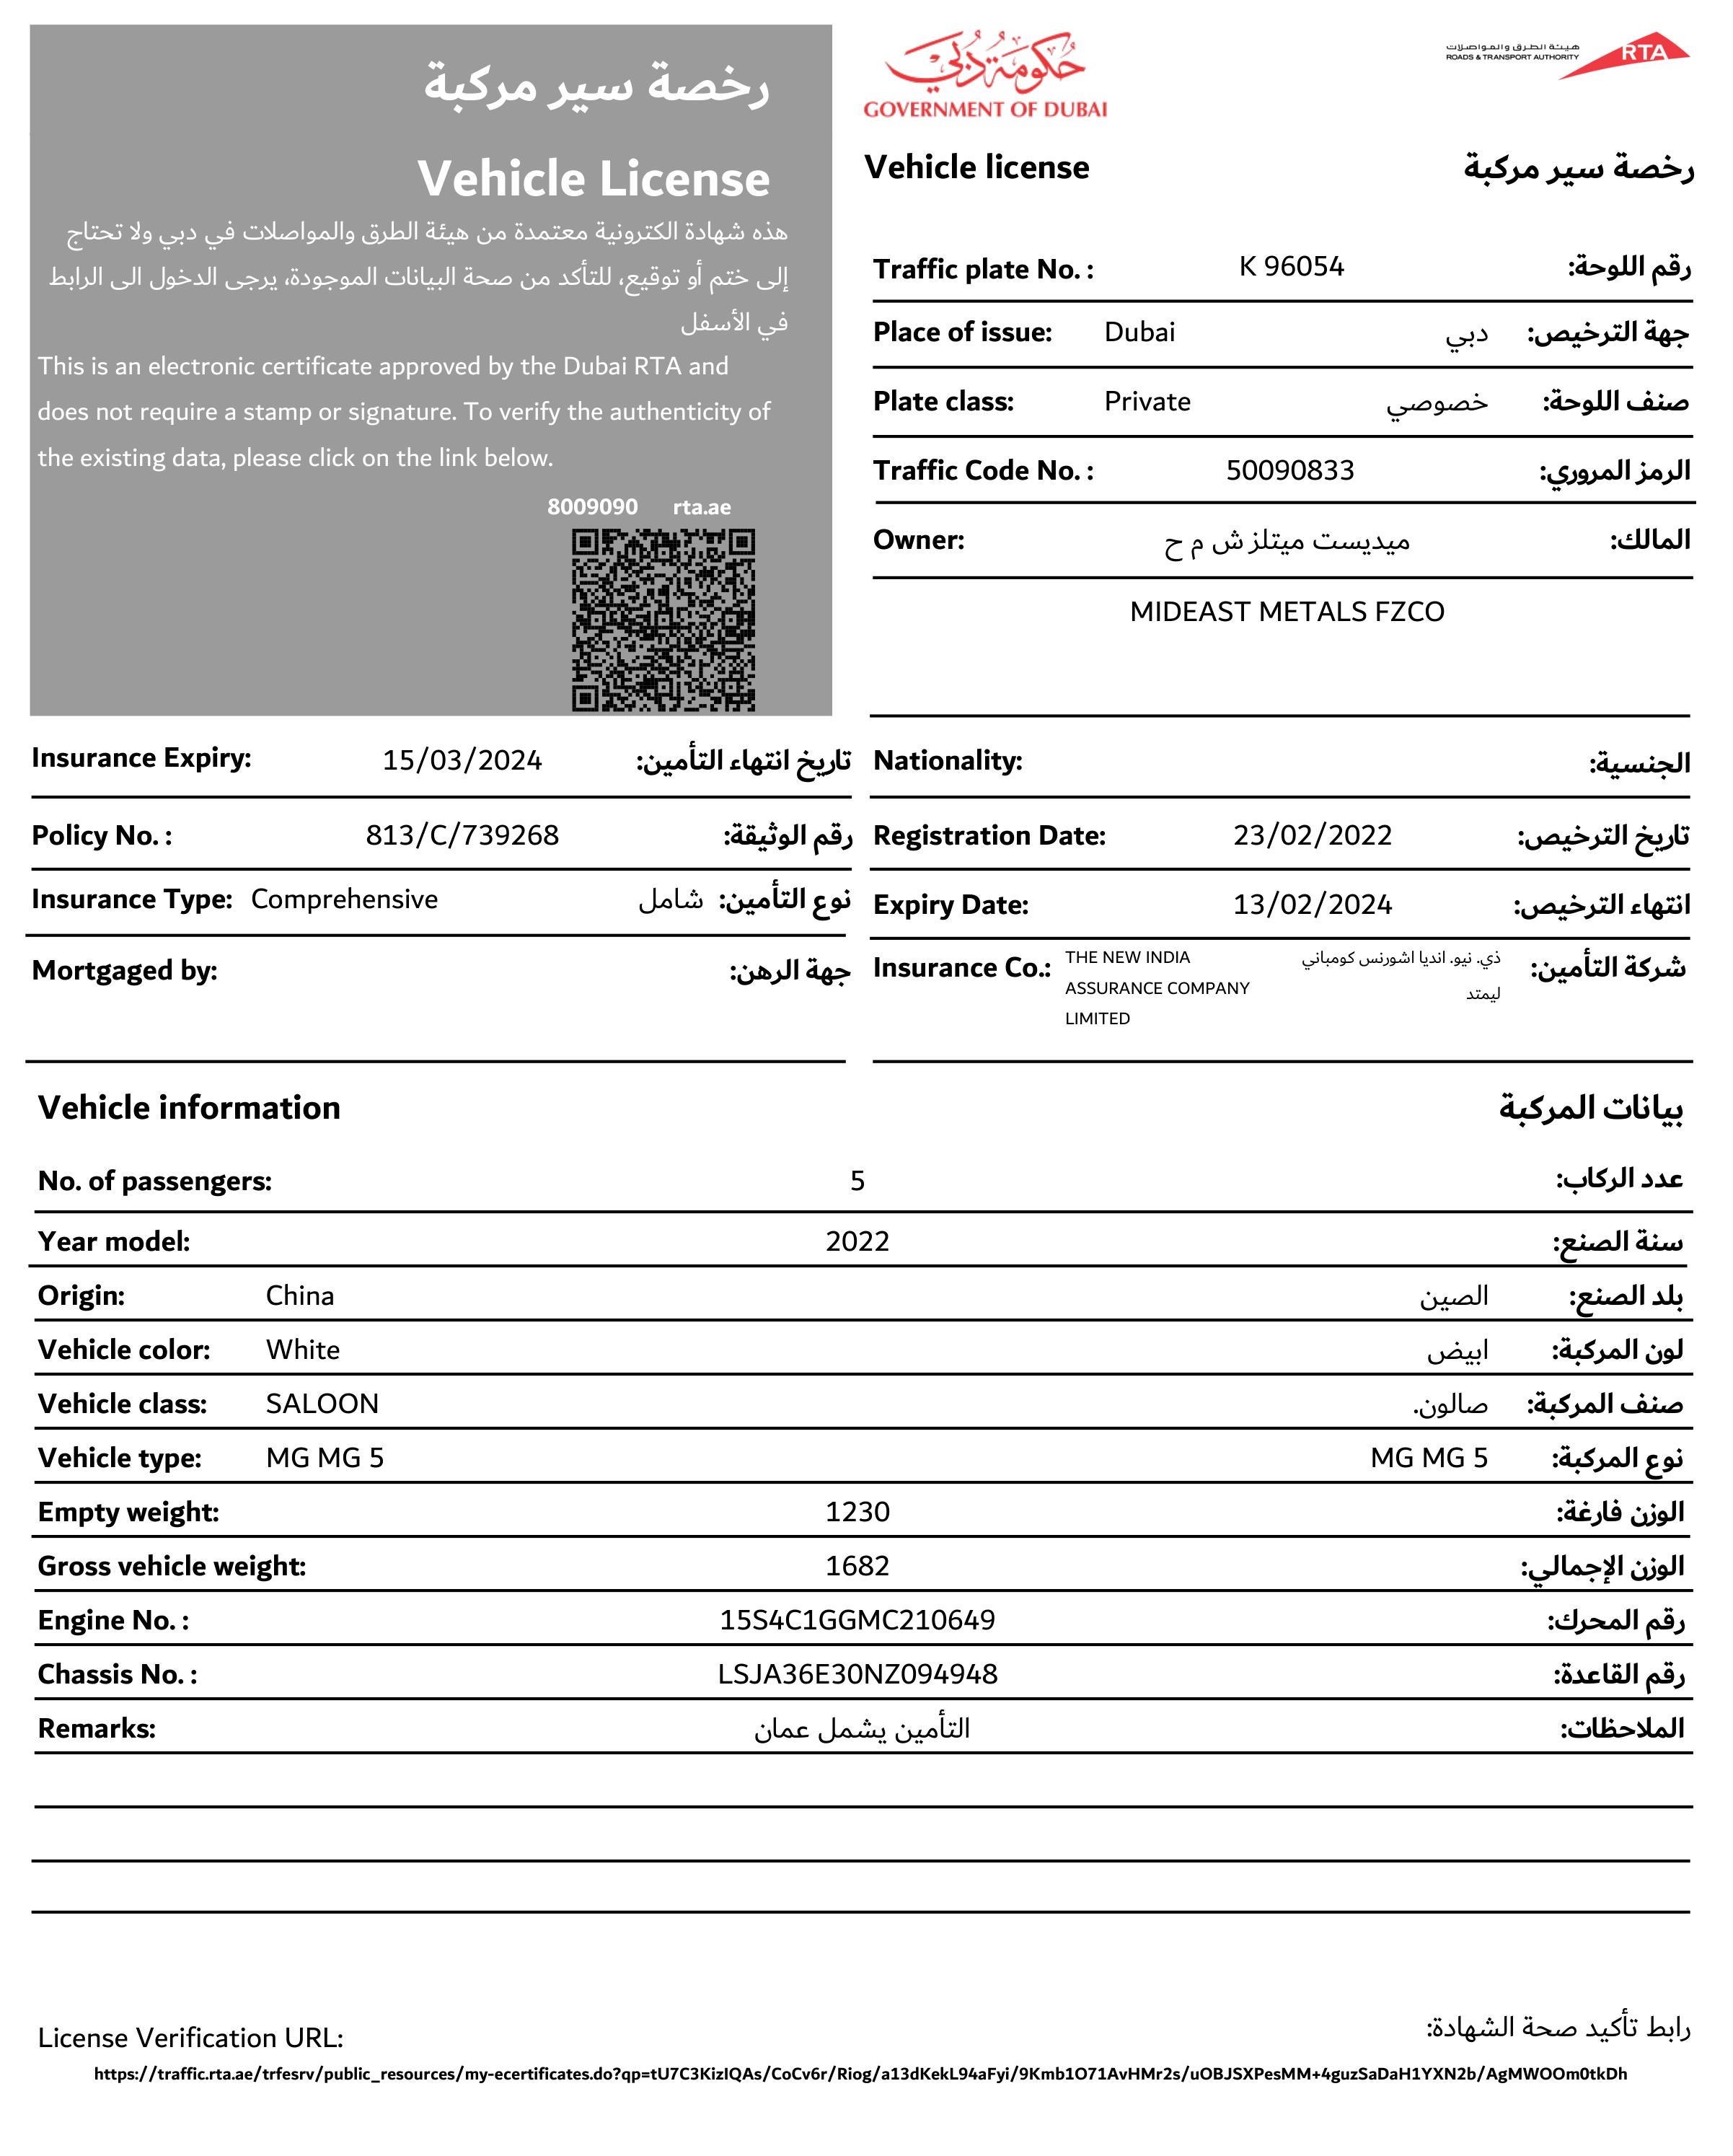 رخصة سير مركبة
Vehicle License
هذه شهادة الكترونية معتمدة من هيئة الطرق والمواصلات في دبي ولا تحتاج
إلى ختم أو توقيع، للتأكد من صحة البيانات الموجودة، يرجى الدخول الى الرابط
في الأسفل
This is an electronic certificate approved by the Dubai RTA and
does not require a stamp or signature. To verify the authenticity of
the existing data, please click on the link below.
8009090 rta.ae
حكومة دبي
GOVERNMENT OF DUBAI
هيئة الطرق والمواصلات
ROADS & TRANSPORT AUTHORITY
RTA
Vehicle license رخصة سير مركبة
Traffic plate No. : K 96054 رقم اللوحة:
Place of issue: Dubai دبي جهة الترخيص:
Plate class: Private خصوصي صنف اللوحة:
Traffic Code No. : 50090833 الرمز المروري:
Owner: ميديست ميتلز ش م ح المالك:
MIDEAST METALS FZCO
Insurance Expiry: 15/03/2024 تاريخ انتهاء التأمين:
Policy No. : 813/C/739268 رقم الوثيقة:
Insurance Type: Comprehensive شامل نوع التأمين:
Mortgaged by: جهة الرهن:
Nationality: الجنسية:
Registration Date: 23/02/2022 تاريخ الترخيص:
Expiry Date: 13/02/2024 انتهاء الترخيص:
Insurance Co.: THE NEW INDIA ذي. نيو. انديا اشورنس كومباني شركة التأمين:
ASSURANCE COMPANY ليمتد
LIMITED
Vehicle information بيانات المركبة
No. of passengers: 5 عدد الركاب:
Year model: 2022 سنة الصنع:
Origin: China الصين بلد الصنع:
Vehicle color: White ابيض لون المركبة:
Vehicle class: SALOON صالون. صنف المركبة:
Vehicle type: MG MG 5 MG MG 5 نوع المركبة:
Empty weight: 1230 الوزن فارغة:
Gross vehicle weight: 1682 الوزن الإجمالي:
Engine No. : 15S4C1GGMC210649 رقم المحرك:
Chassis No. : LSJA36E30NZ094948 رقم القاعدة:
Remarks: التأمين يشمل عمان الملاحظات:
License Verification URL: رابط تأكيد صحة الشهادة:
https://traffic.rta.ae/trfesrv/public_resources/my-ecertificates.do?qp=tU7C3KizIQAs/CoCv6r/Riog/a13dKekL94aFyi/9Kmb1O71AvHMr2s/uOBJSXPesMM+4guzSaDaH1YXN2b/AgMWOOm0tkDh